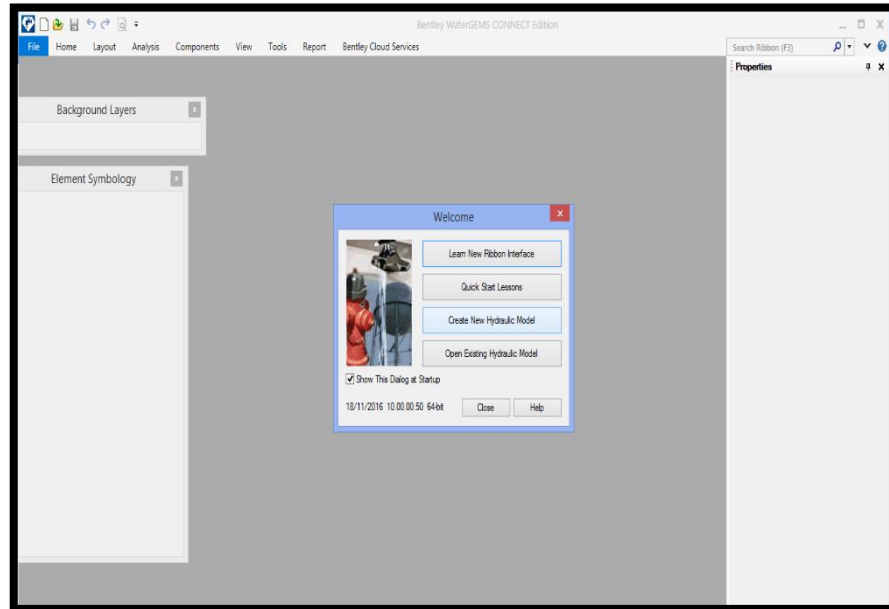 Bentley WaterGEMS CONNECT Edition
File Home Layout Analysis Components View Tools Report Bentley Cloud Services
Search Ribbon (F3)
Properties
Background Layers
Element Symbology
Welcome
Learn New Ribbon Interface
Quick Start Lessons
Create New Hydraulic Model
Open Existing Hydraulic Model
Show This Dialog at Startup
18/11/2016 10.00.00.50 64-bit
Close Help